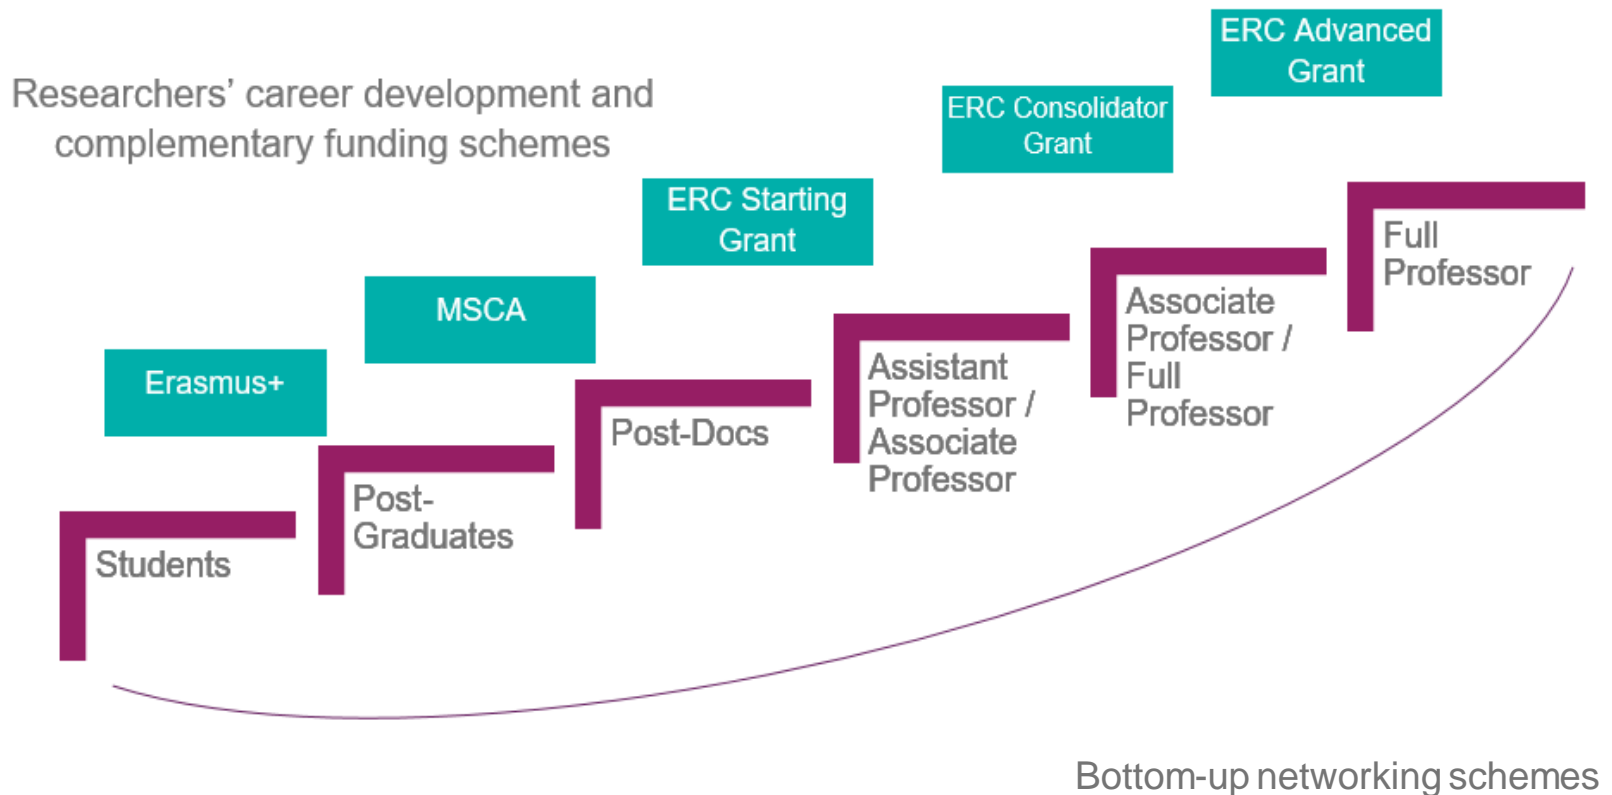 Researchers' career development and
complementary funding schemes
ERC Advanced
Grant
ERC Consolidator
Grant
ERC Starting
Grant
MSCA
Erasmus+
Full
Professor
Associate
Professor /
Full
Professor
Assistant
Professor /
Associate
Professor
Post-Docs
Post-
Graduates
Students
Bottom-up networking schemes